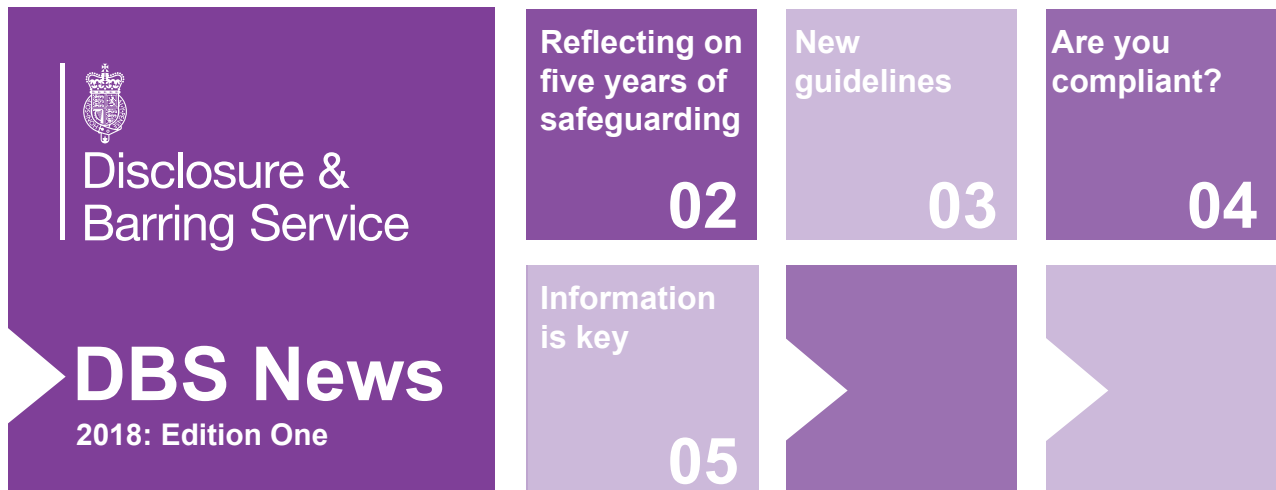 Disclosure &
Barring Service
DBS News
2018: Edition One
Reflecting on
five years of
safeguarding
02
New
guidelines
03
Are you
compliant?
04
Information
is key
05